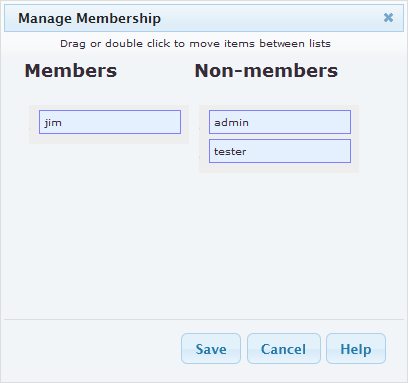 Manage Membership
Drag or double click to move items between lists
Members Non-members
jim admin
tester
Save Cancel Help